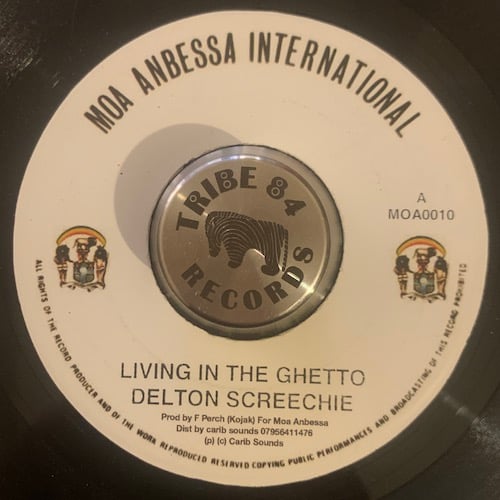 MOA ANBESSA INTERNATIONAL
TRIBE 84
RECORDS
A
MOA0010
LIVING IN THE GHETTO
DELTON SCREECHIE
Prod by F Perch (Kojak) For Moa Anbessa
Dist by carib sounds 07956411476
(p) (c) Carib Sounds
ALL RIGHTS OF THE RECORD PRODUCER AND OF THE WORK REPRODUCED RESERVED COPYING PUBLIC PERFORMANCES AND BROADCASTING OF THIS RECORD PROHIBITED